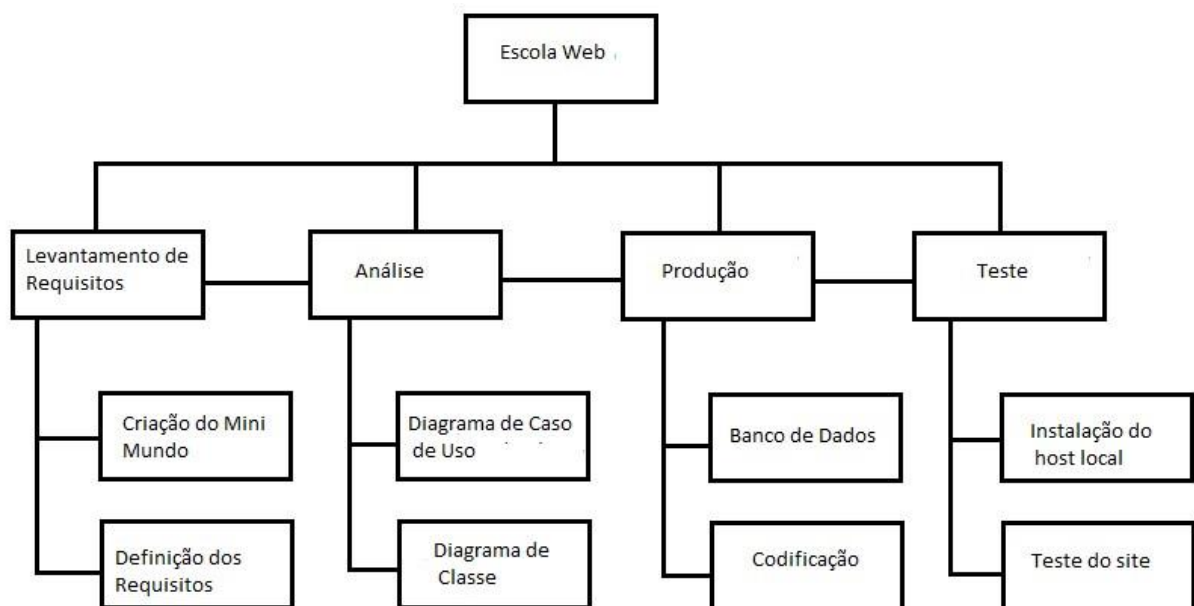 Escola Web
Levantamento de
Requisitos
Análise
Produção
Teste
Criação do Mini
Mundo
Diagrama de Caso
de Uso
Banco de Dados
Instalação do
host local
Definição dos
Requisitos
Diagrama de
Classe
Codificação
Teste do site